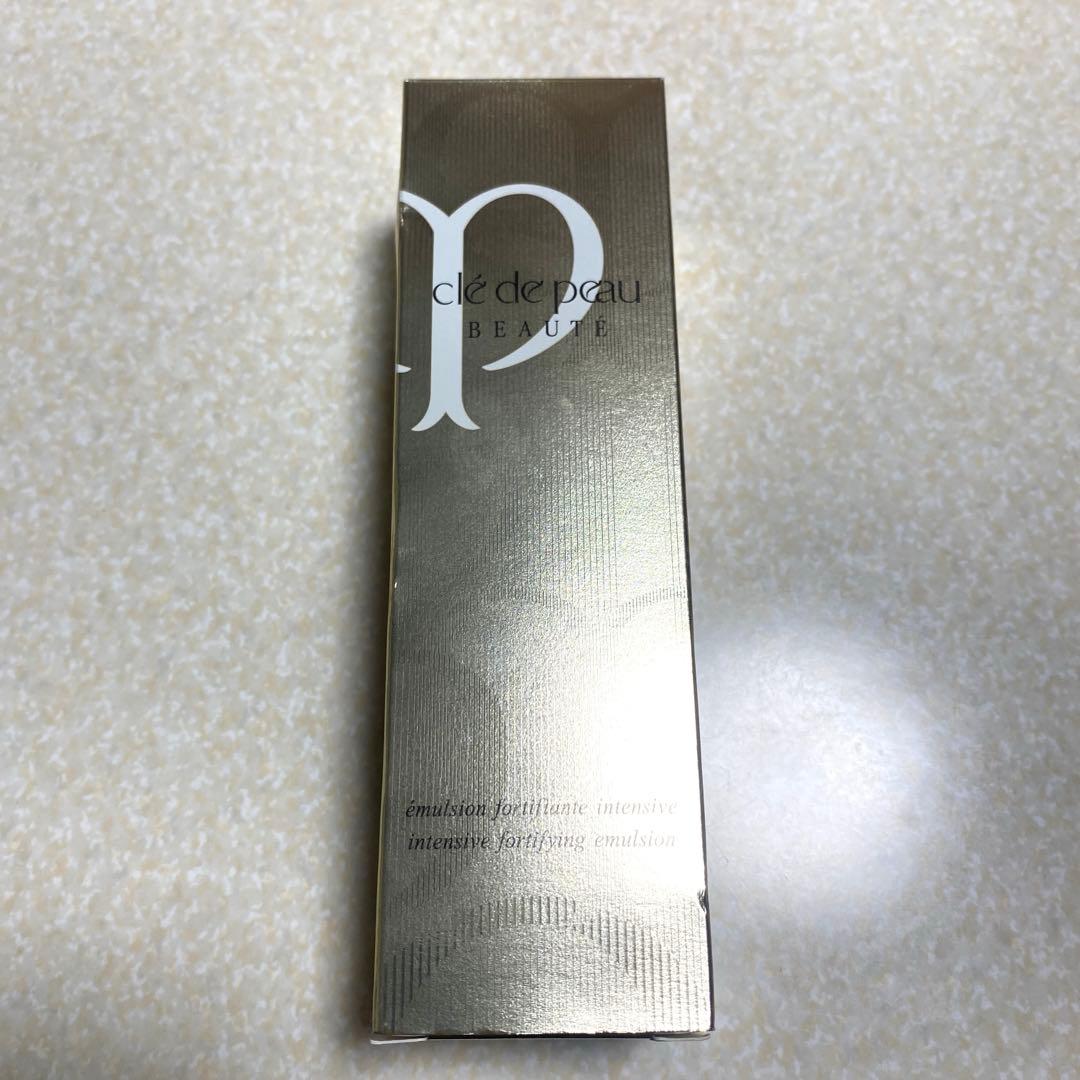 clé de peau
BEAUTÉ
émulsion fortifiante intensive
intensive fortifying emulsion